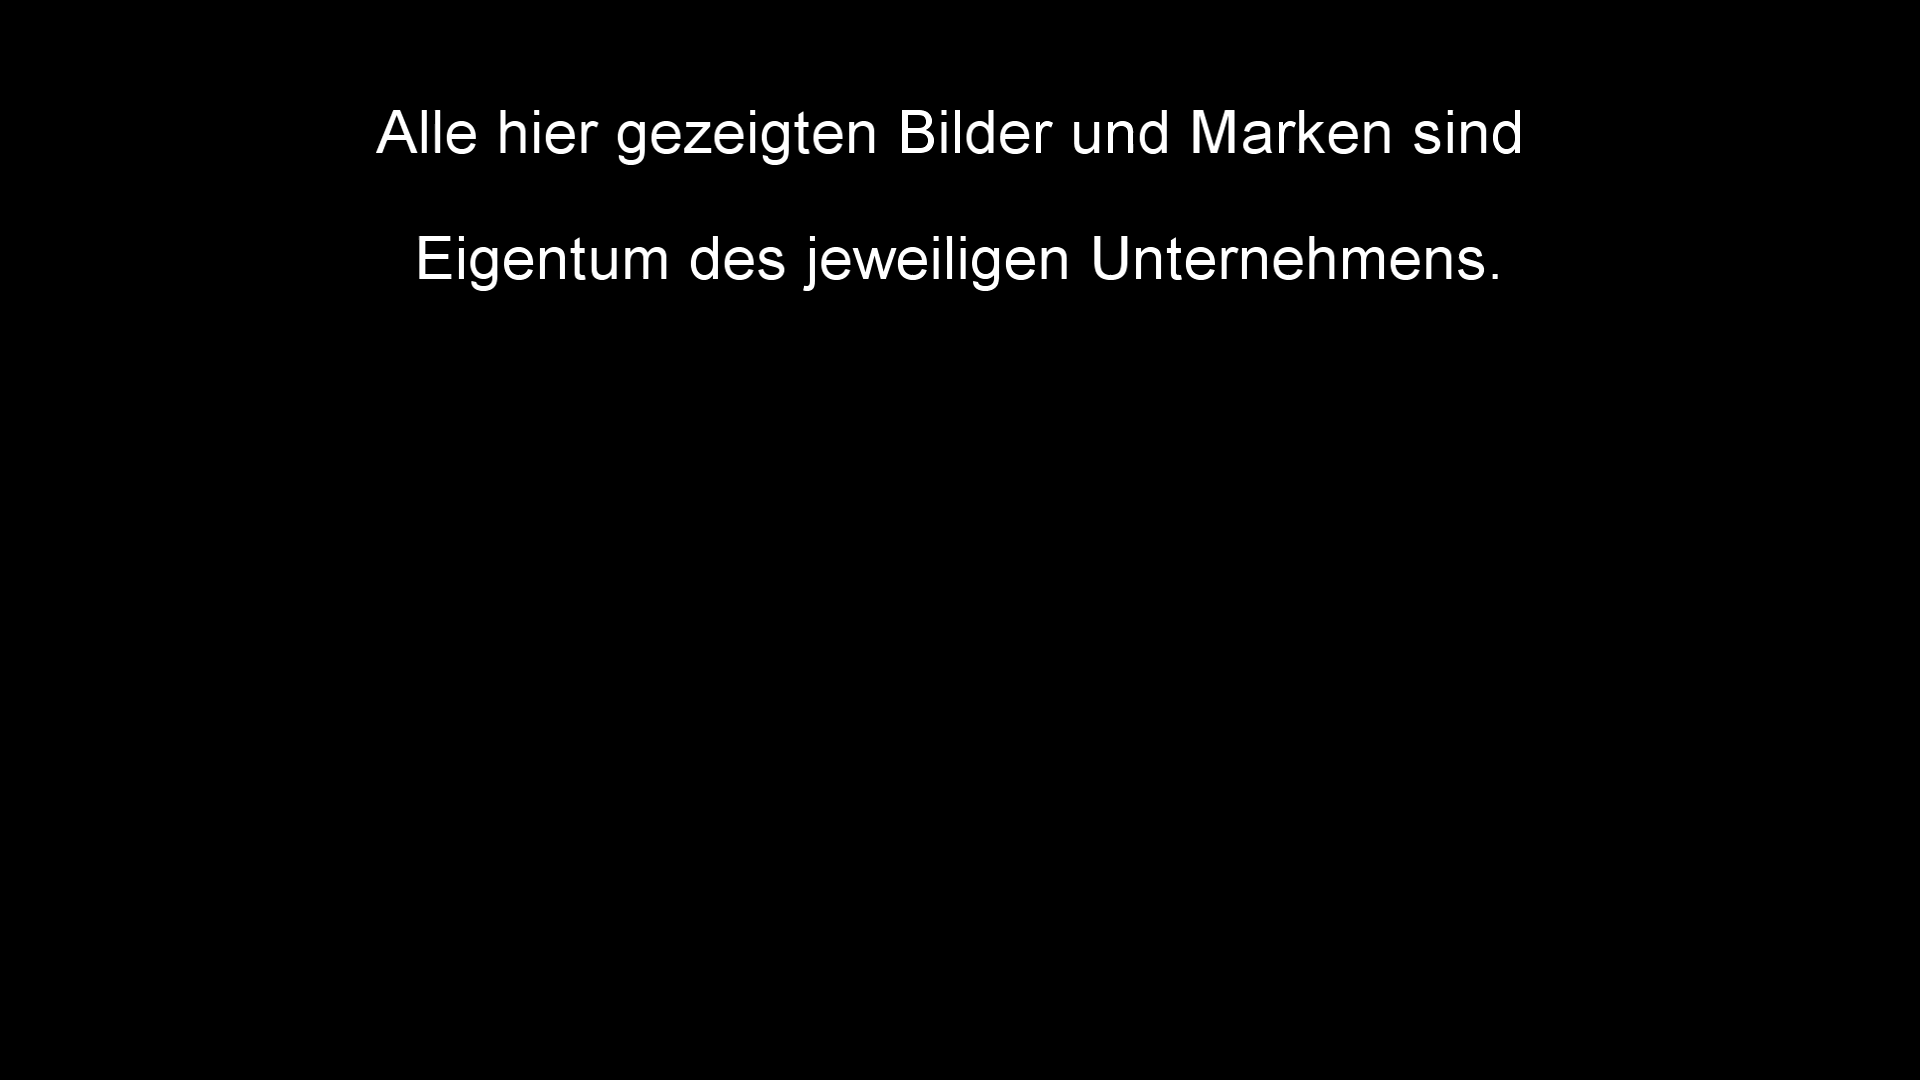 Alle hier gezeigten Bilder und Marken sind
Eigentum des jeweiligen Unternehmens.